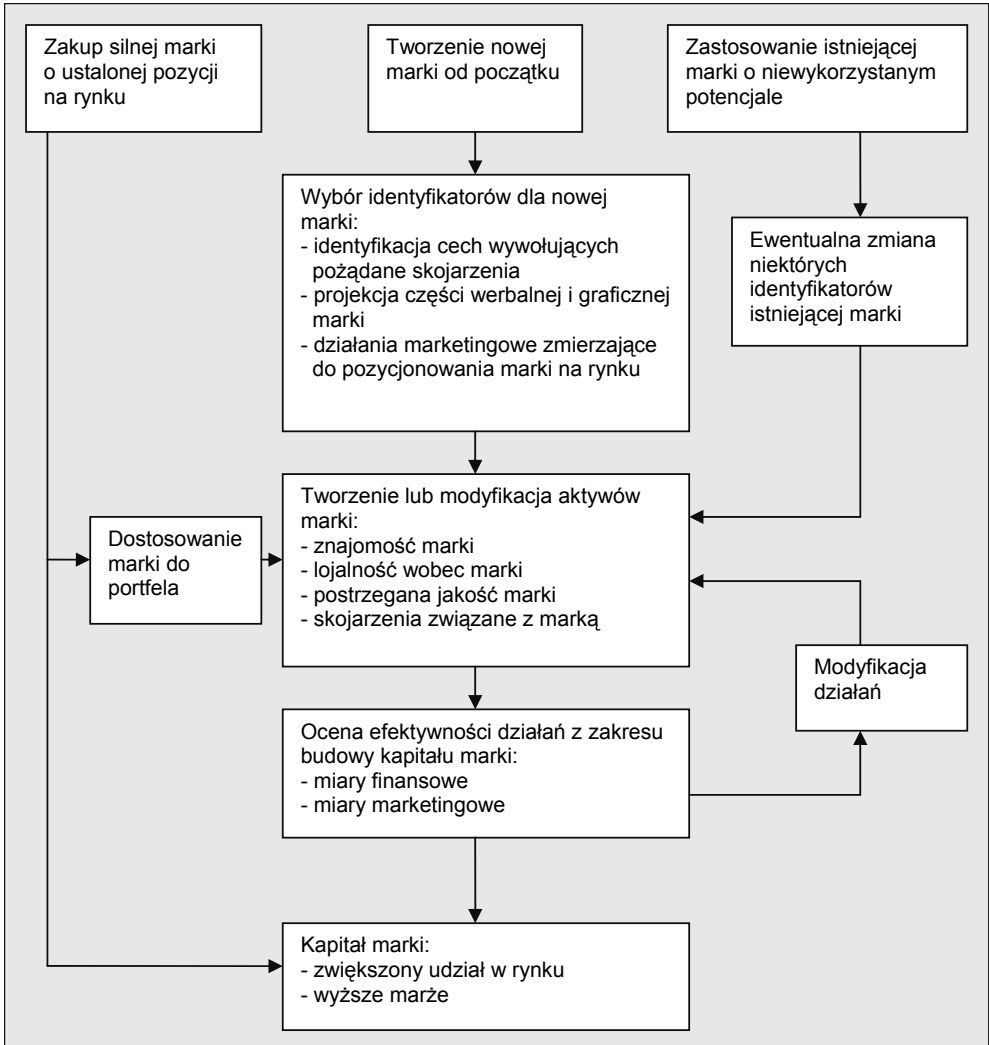 Zakup silnej marki
o ustalonej pozycji
na rynku
Tworzenie nowej
marki od początku
Zastosowanie istniejącej
marki o niewykorzystanym
potencjale
Wybór identyfikatorów dla nowej
marki:
- identyfikacja cech wywołujących
pożądane skojarzenia
- projekcja części werbalnej i graficznej
marki
- działania marketingowe zmierzające
do pozycjonowania marki na rynku
Ewentualna zmiana
niektórych
identyfikatorów
istniejącej marki
Dostosowanie
marki do
portfela
Tworzenie lub modyfikacja aktywów
marki:
- znajomość marki
- lojalność wobec marki
- postrzegana jakość marki
- skojarzenia związane z marką
Modyfikacja
działań
Ocena efektywności działań z zakresu
budowy kapitału marki:
- miary finansowe
- miary marketingowe
Kapitał marki:
- zwiększony udział w rynku
- wyższe marże